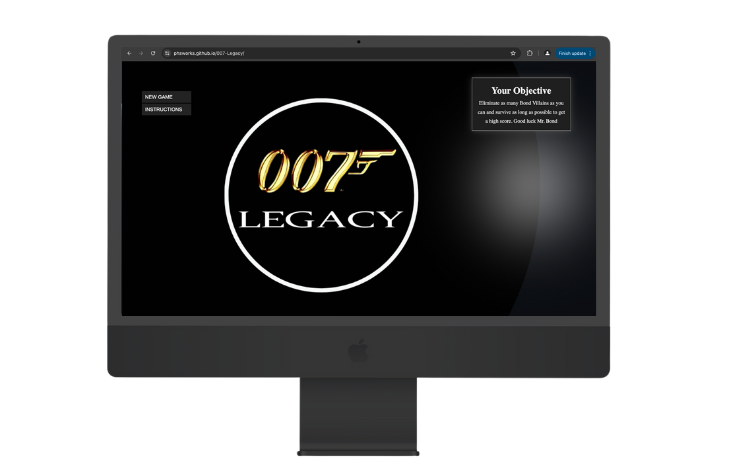 phsworks.github.io/007-Legacy/
Finish update
NEW GAME
INSTRUCTIONS
Your Objective
Eliminate as many Bond Villains as you
can and survive as long as possible to get
a high score. Good luck Mr. Bond
007
LEGACY